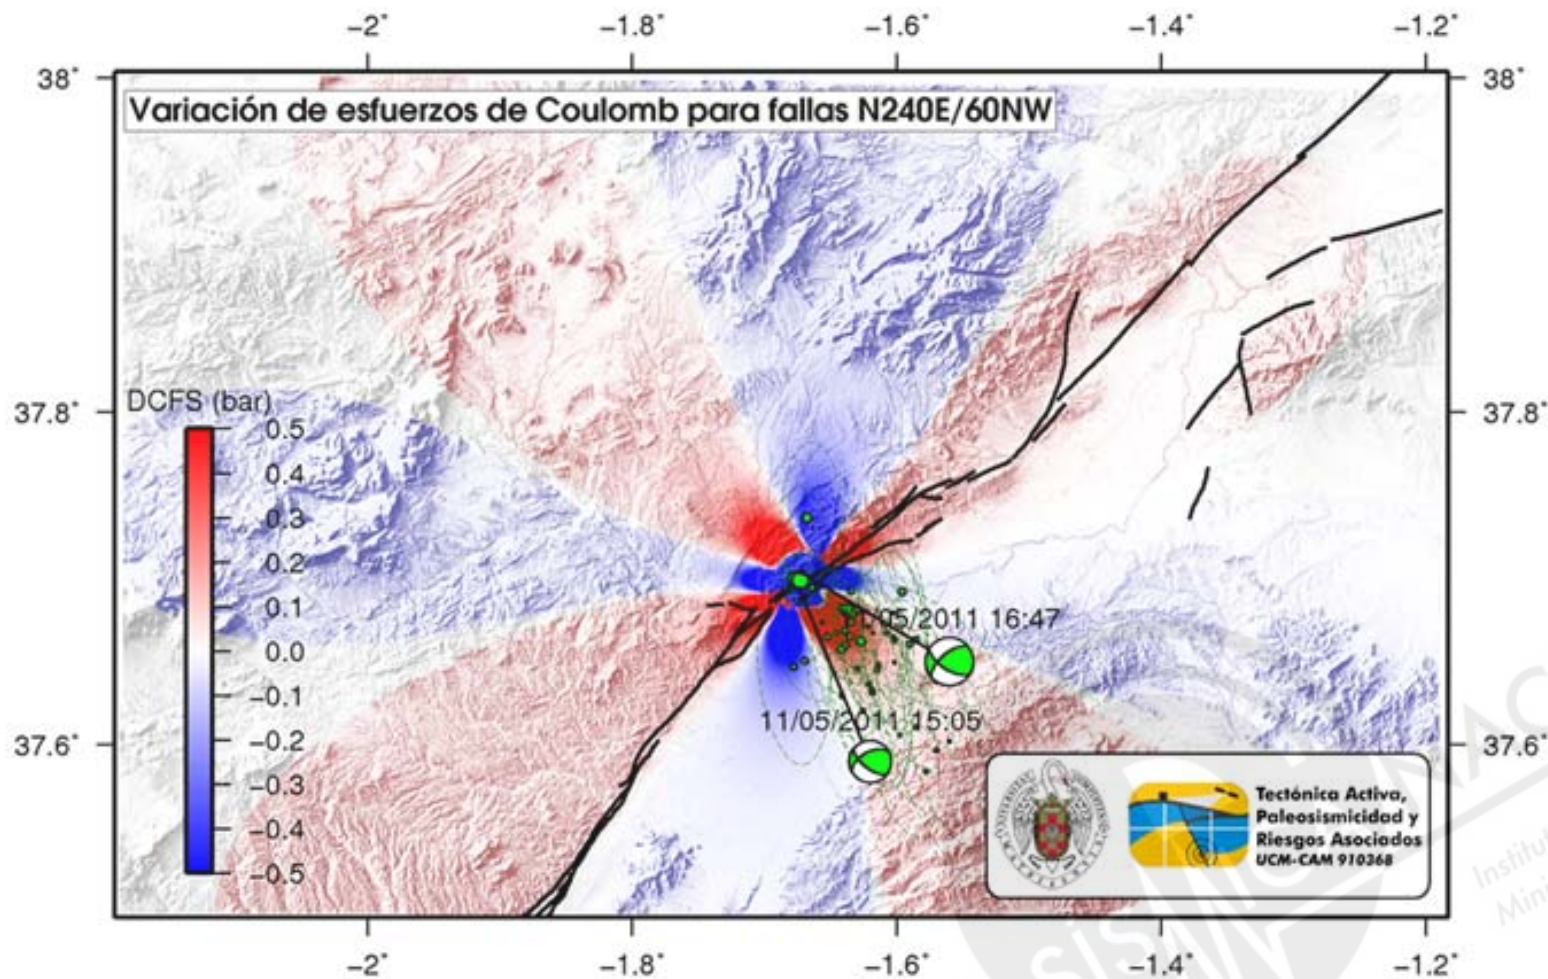 -2° -1.8° -1.6° -1.4° -1.2°
38° 38°
Variación de esfuerzos de Coulomb para fallas N240E/60NW
37.8° 37.8°
DCFS (bar)
0.5
0.4
0.3
0.2
0.1
0.0
-0.1
-0.2
-0.3
-0.4
-0.5
/05/2011 16:47
11/05/2011 15:05
37.6° 37.6°
Tectónica Activa,
Paleosismicidad y
Riesgos Asociados
UCM-CAM 910368
-2° -1.8° -1.6° -1.4° -1.2°